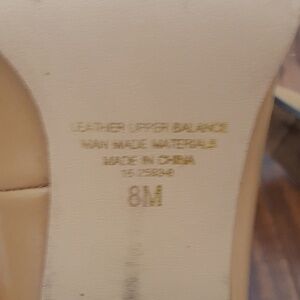 LEATHER UPPER BALANCE
MAN MADE MATERIALS
MADE IN CHINA
8M